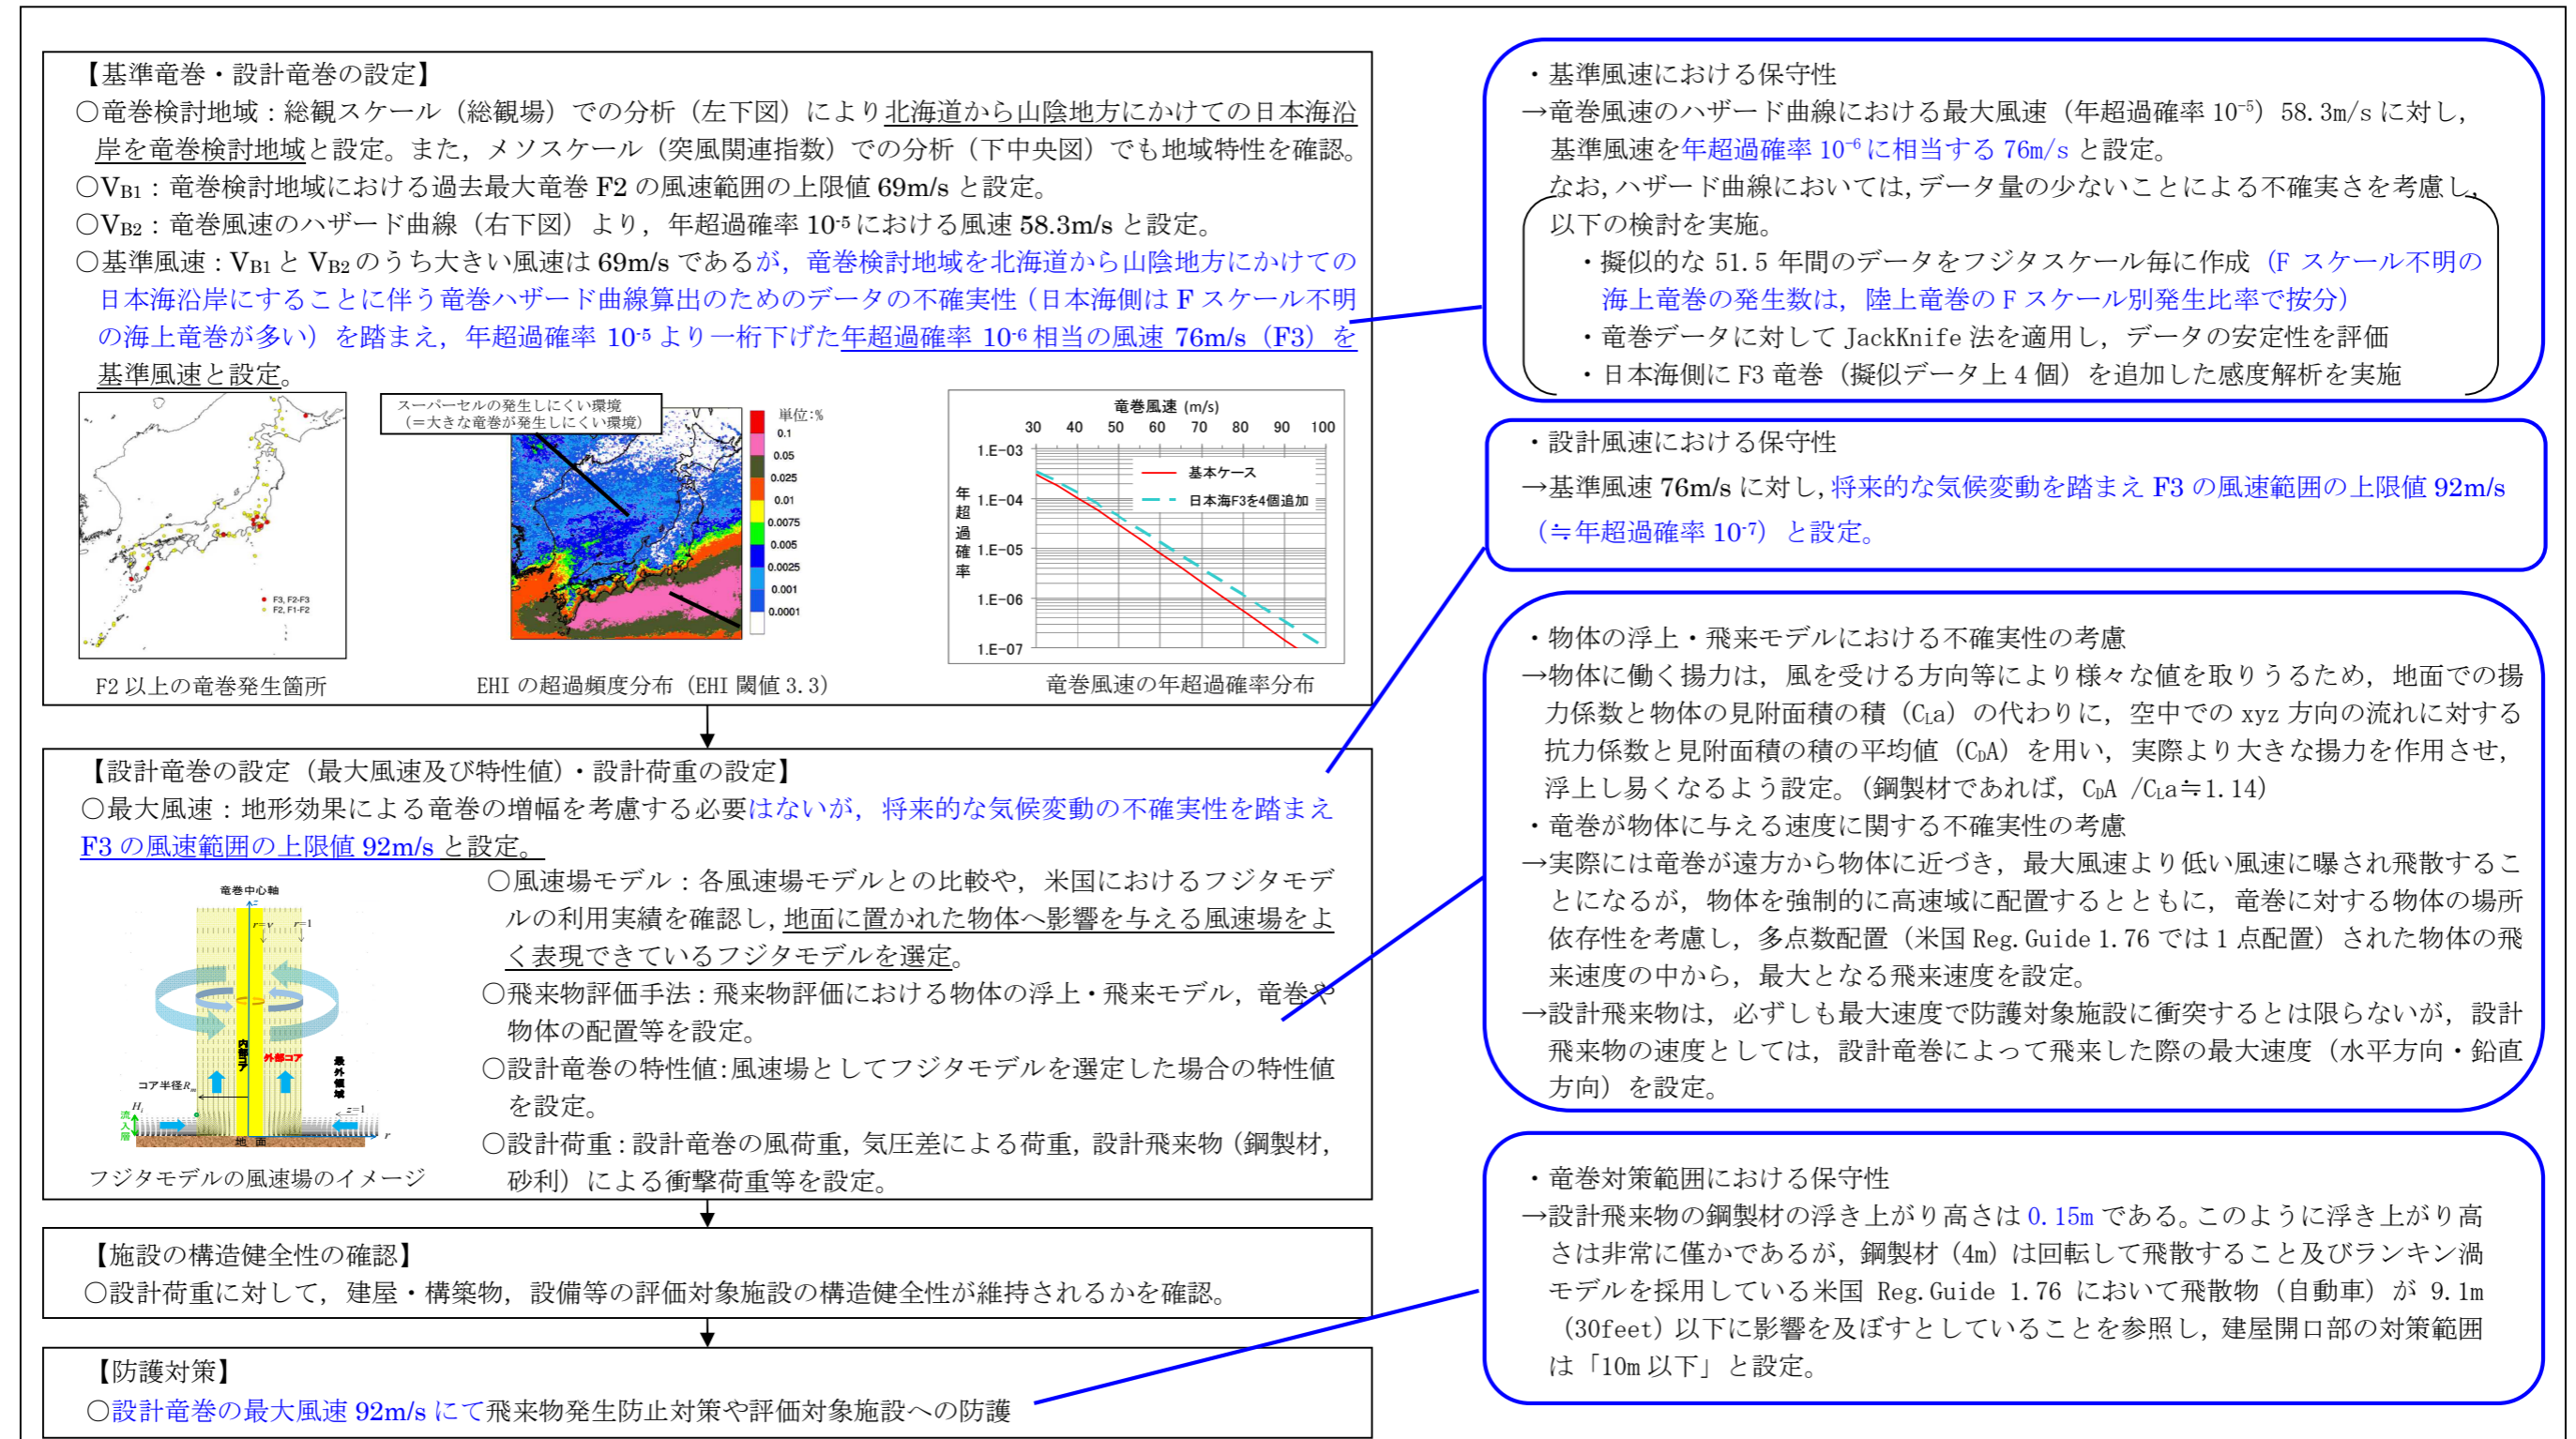 【基準竜巻・設計竜巻の設定】
○竜巻検討地域：総観スケール（総観場）での分析（左下図）により北海道から山陰地方にかけての日本海沿
岸を竜巻検討地域と設定。また，メソスケール（突風関連指数）での分析（下中央図）でも地域特性を確認。
○VB1：竜巻検討地域における過去最大竜巻 F2 の風速範囲の上限値 69m/s と設定。
○VB2：竜巻風速のハザード曲線（右下図）より，年超過確率 10-5 における風速 58.3m/s と設定。
○基準風速：VB1 と VB2 のうち大きい風速は 69m/s であるが，竜巻検討地域を北海道から山陰地方にかけての
日本海沿岸にすることに伴う竜巻ハザード曲線算出のためのデータの不確実性（日本海側は F スケール不明
の海上竜巻が多い）を踏まえ，年超過確率 10-5 より一桁下げた年超過確率 10-6 相当の風速 76m/s（F3）を
基準風速と設定。
F3, F2-F3
F2, F1-F2
F2 以上の竜巻発生箇所
スーパーセルの発生しにくい環境
（＝大きな竜巻が発生しにくい環境）
単位:%
0.1
0.05
0.025
0.01
0.0075
0.005
0.0025
0.001
0.0001
EHI の超過頻度分布（EHI 閾値 3.3）
竜巻風速 (m/s)
30 40 50 60 70 80 90 100
1.E-03
1.E-04
1.E-05
1.E-06
1.E-07
年超過確率
基本ケース
日本海F3を4個追加
竜巻風速の年超過確率分布
【設計竜巻の設定（最大風速及び特性値）・設計荷重の設定】
○最大風速：地形効果による竜巻の増幅を考慮する必要はないが，将来的な気候変動の不確実性を踏まえ
F3 の風速範囲の上限値 92m/s と設定。
竜巻中心軸
z
r=ν
r=1
内部コア
外部コア
最外領域
コア半径Rm
Hi
流入層
z=1
r
地 面
フジタモデルの風速場のイメージ
○風速場モデル：各風速場モデルとの比較や，米国におけるフジタモデ
ルの利用実績を確認し，地面に置かれた物体へ影響を与える風速場をよ
く表現できているフジタモデルを選定。
○飛来物評価手法：飛来物評価における物体の浮上・飛来モデル，竜巻や
物体の配置等を設定。
○設計竜巻の特性値：風速場としてフジタモデルを選定した場合の特性値
を設定。
○設計荷重：設計竜巻の風荷重，気圧差による荷重，設計飛来物（鋼製材，
砂利）による衝撃荷重等を設定。
【施設の構造健全性の確認】
○設計荷重に対して，建屋・構築物，設備等の評価対象施設の構造健全性が維持されるかを確認。
【防護対策】
○設計竜巻の最大風速 92m/s にて飛来物発生防止対策や評価対象施設への防護
・基準風速における保守性
→竜巻風速のハザード曲線における最大風速（年超過確率 10-5）58.3m/s に対し，
基準風速を年超過確率 10-6 に相当する 76m/s と設定。
なお，ハザード曲線においては，データ量の少ないことによる不確実さを考慮し，
以下の検討を実施。
・擬似的な 51.5 年間のデータをフジタスケール毎に作成（F スケール不明の
海上竜巻の発生数は，陸上竜巻の F スケール別発生比率で按分）
・竜巻データに対して JackKnife 法を適用し，データの安定性を評価
・日本海側に F3 竜巻（擬似データ上 4 個）を追加した感度解析を実施
・設計風速における保守性
→基準風速 76m/s に対し，将来的な気候変動を踏まえ F3 の風速範囲の上限値 92m/s
（≒年超過確率 10-7）と設定。
・物体の浮上・飛来モデルにおける不確実性の考慮
→物体に働く揚力は，風を受ける方向等により様々な値を取りうるため，地面での揚
力係数と物体の見附面積の積（CLa）の代わりに，空中での xyz 方向の流れに対する
抗力係数と見附面積の積の平均値（CDA）を用い，実際より大きな揚力を作用させ，
浮上し易くなるよう設定。（鋼製材であれば，CDA /CLa≒1.14）
・竜巻が物体に与える速度に関する不確実性の考慮
→実際には竜巻が遠方から物体に近づき，最大風速より低い風速に曝され飛散するこ
とになるが，物体を強制的に高速域に配置するとともに，竜巻に対する物体の場所
依存性を考慮し，多点数配置（米国 Reg.Guide 1.76 では 1 点配置）された物体の飛
来速度の中から，最大となる飛来速度を設定。
→設計飛来物は，必ずしも最大速度で防護対象施設に衝突するとは限らないが，設計
飛来物の速度としては，設計竜巻によって飛来した際の最大速度（水平方向・鉛直
方向）を設定。
・竜巻対策範囲における保守性
→設計飛来物の鋼製材の浮き上がり高さは 0.15m である。このように浮き上がり高
さは非常に僅かであるが，鋼製材（4m）は回転して飛散すること及びランキン渦
モデルを採用している米国 Reg.Guide 1.76 において飛散物（自動車）が 9.1m
（30feet）以下に影響を及ぼすとしていることを参照し，建屋開口部の対策範囲
は「10m 以下」と設定。